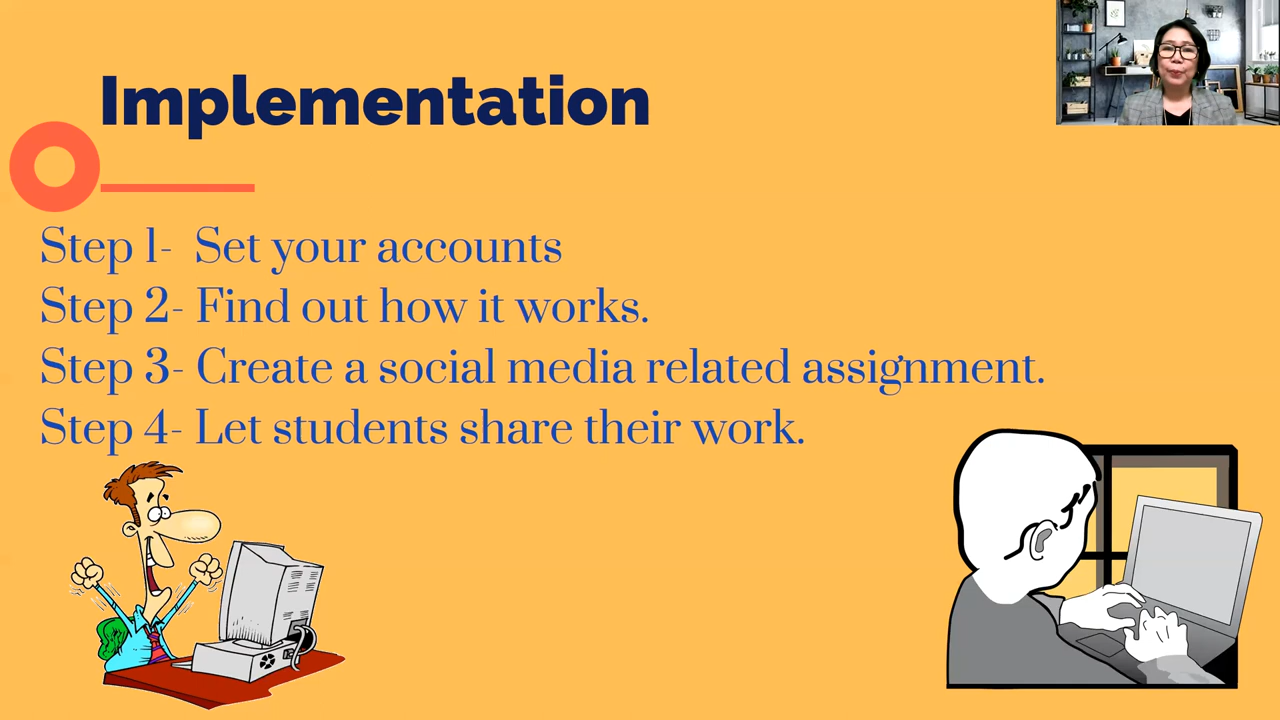 Implementation
Step 1-  Set your accounts
Step 2- Find out how it works.
Step 3- Create a social media related assignment.
Step 4- Let students share their work.